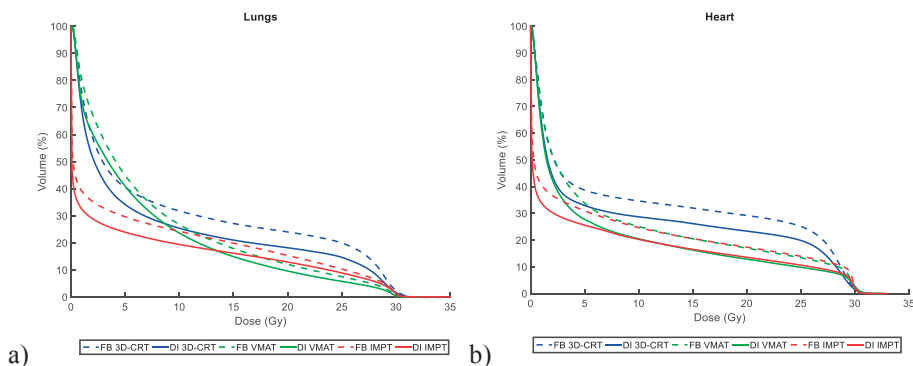 Lungs
Volume (%)
100
90
80
70
60
50
40
30
20
10
0
0 5 10 15 20 25 30 35
Dose (Gy)
FB 3D-CRT DI 3D-CRT FB VMAT DI VMAT FB IMPT DI IMPT
a)
Heart
Volume (%)
100
90
80
70
60
50
40
30
20
10
0
0 5 10 15 20 25 30 35
Dose (Gy)
FB 3D-CRT DI 3D-CRT FB VMAT DI VMAT FB IMPT DI IMPT
b)